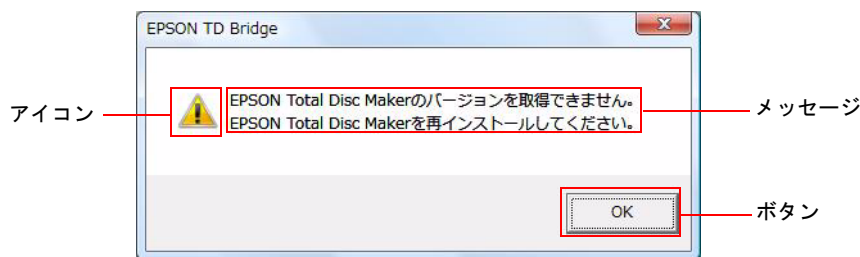 EPSON TD Bridge
アイコン
EPSON Total Disc Makerのバージョンを取得できません。
EPSON Total Disc Makerを再インストールしてください。
メッセージ
OK
ボタン